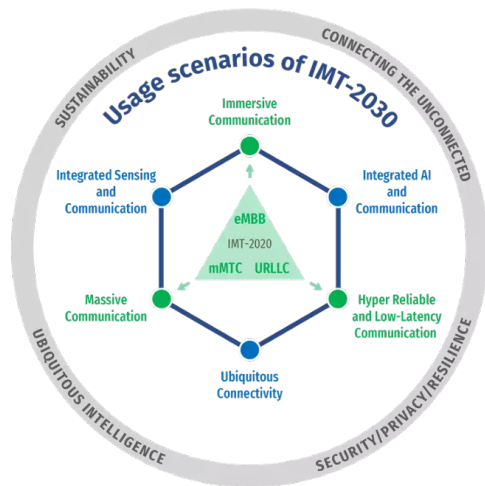 SUSTAINABILITY
CONNECTING THE UNCONNECTED
Usage scenarios of IMT-2030
Immersive
Communication
Integrated Sensing
and
Communication
Integrated AI
and
Communication
eMBB
IMT-2020
mMTC URLLC
Massive
Communication
Hyper Reliable
and Low-Latency
Communication
Ubiquitous
Connectivity
UBIQUITOUS INTELLIGENCE
SECURITY/PRIVACY/RESILIENCE